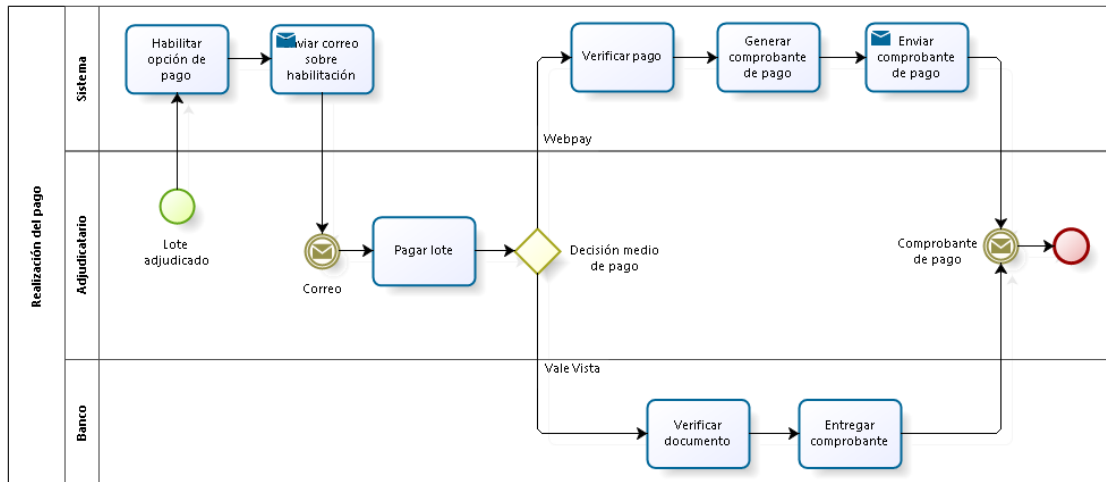 Realización del pago
Sistema
Habilitar
opción de
pago
nviar correo
sobre
habilitación
Verificar pago
Generar
comprobante
de pago
Enviar
comprobante
de pago
Webpay
Adjudicatario
Lote
adjudicado
Correo
Pagar lote
Decisión medio
de pago
Comprobante
de pago
Banco
Vale Vista
Verificar
documento
Entregar
comprobante